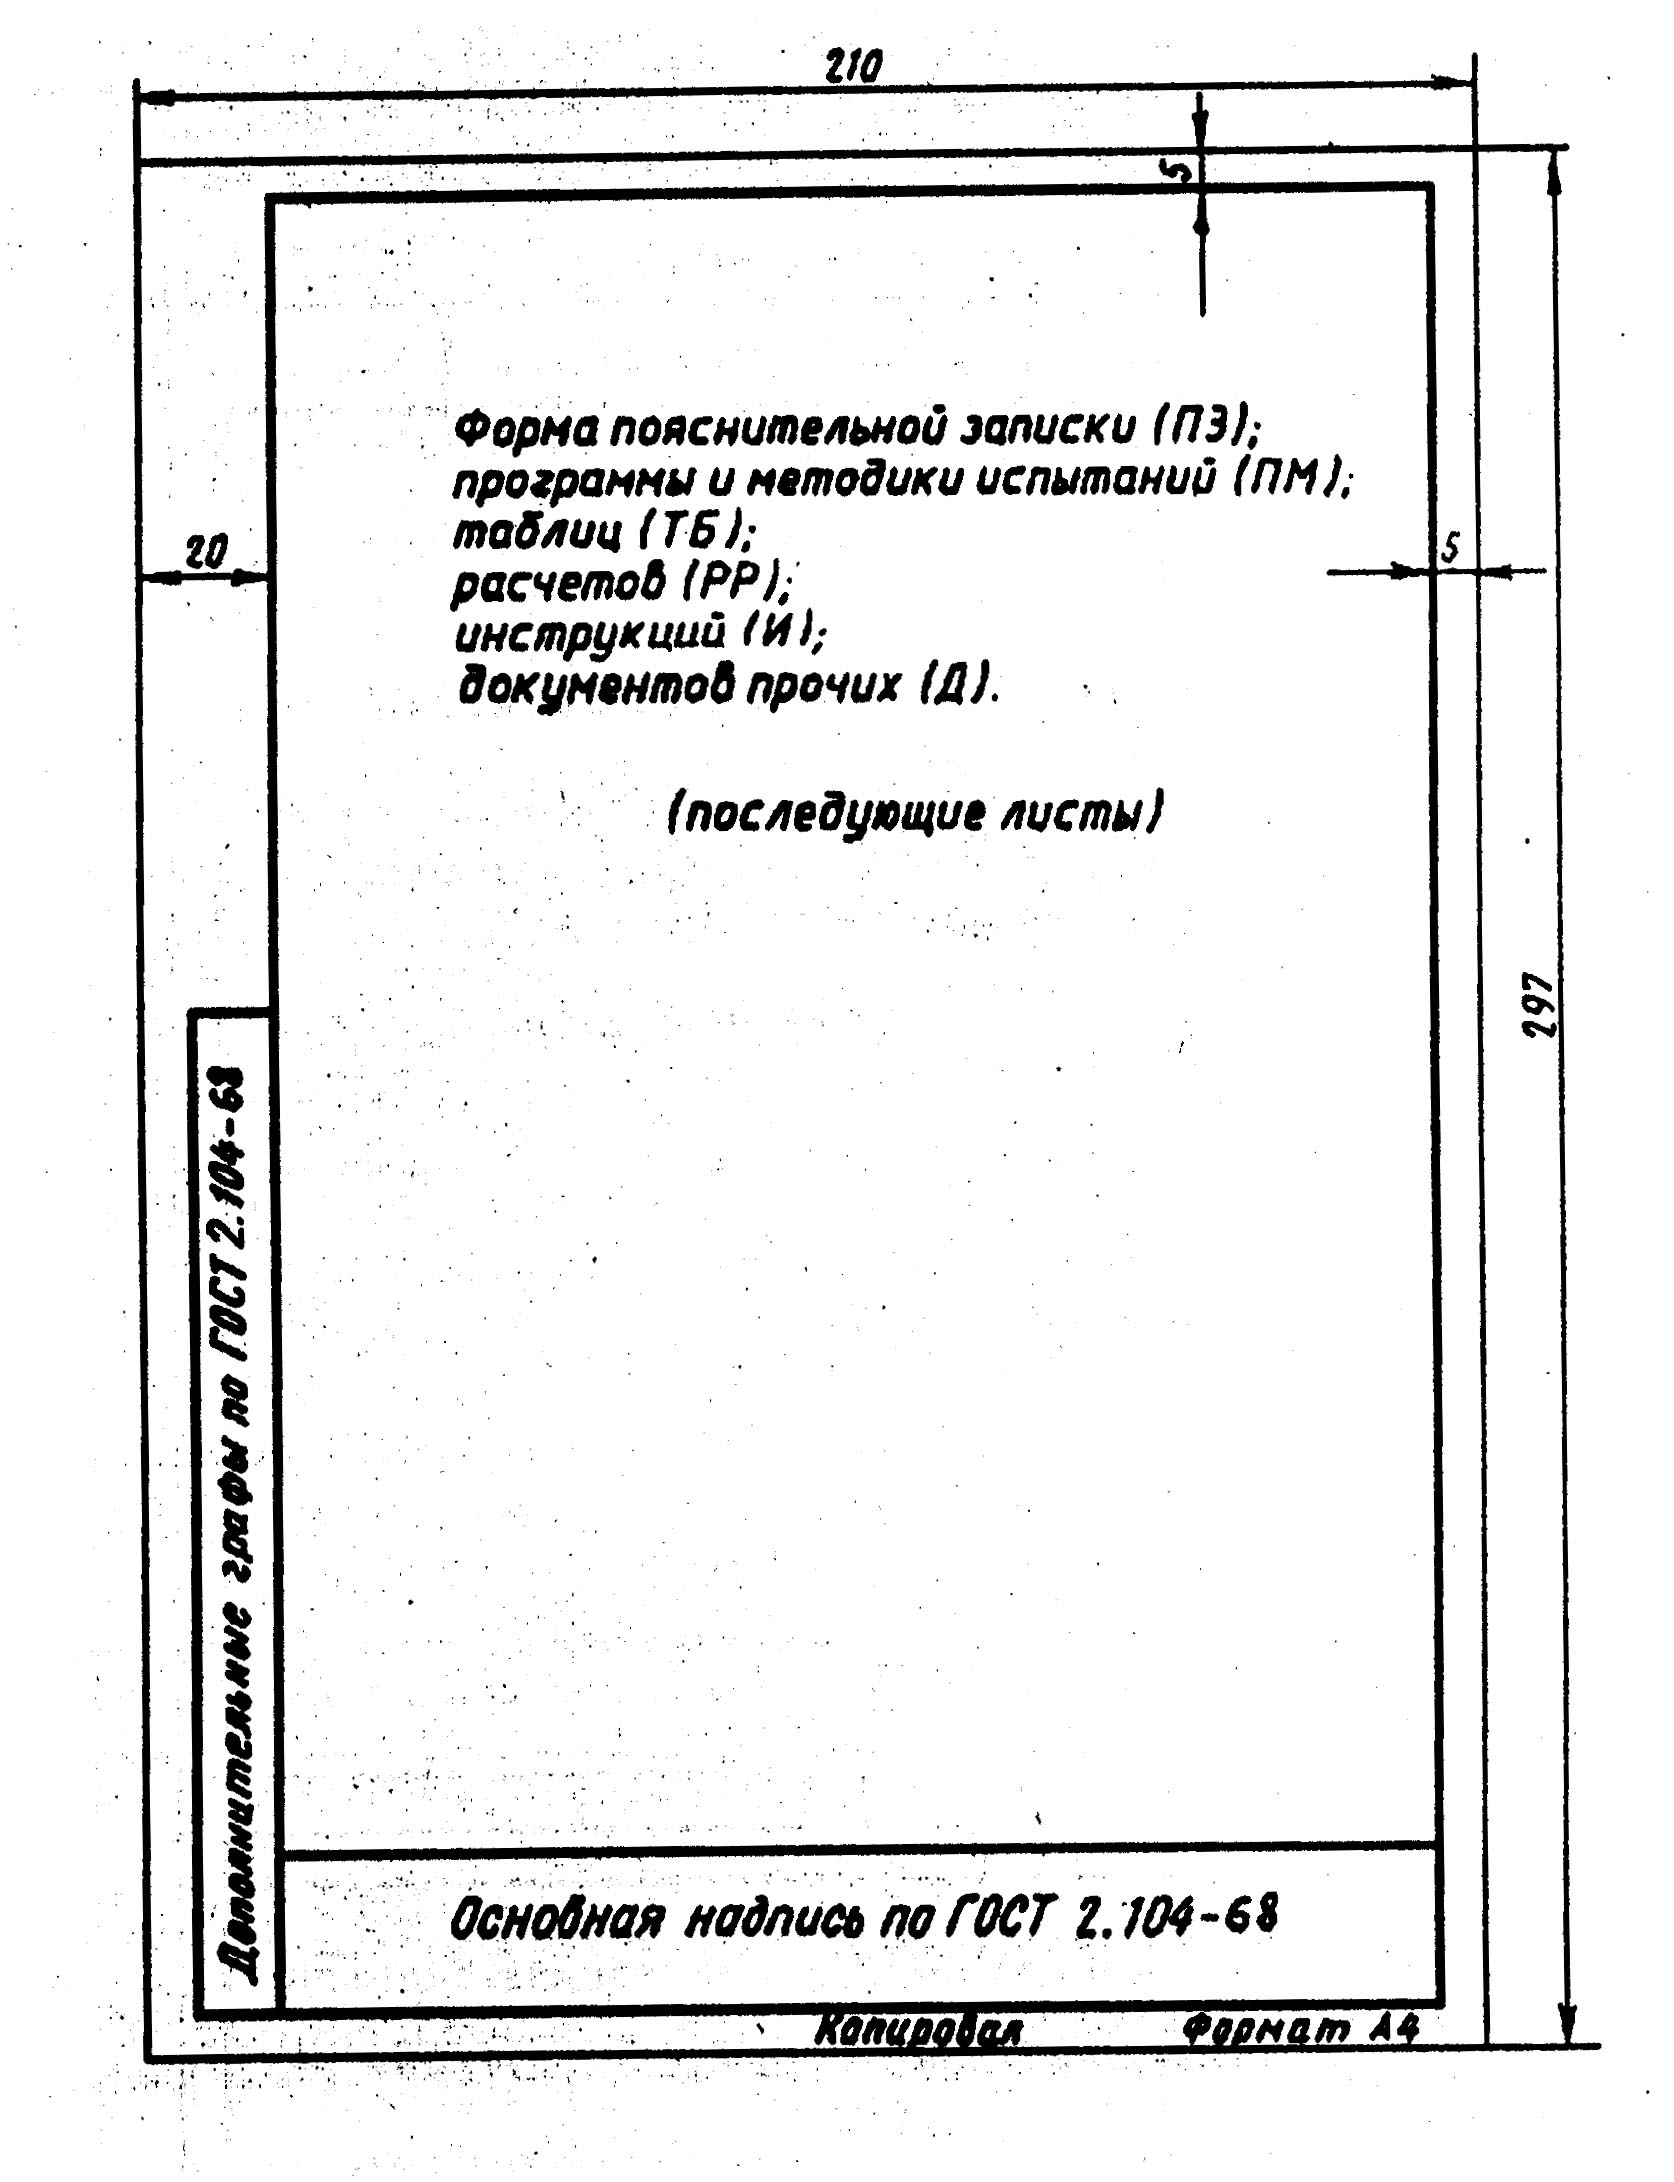 210
5
Форма пояснительной записки (ПЗ);
программы и методики испытаний (ПМ);
таблиц (ТБ);
расчетов (РР);
инструкций (И);
документов прочих (Д).
20
5
(последующие листы)
297
Дополнительные графы по ГОСТ 2.104-68
Основная надпись по ГОСТ 2.104-68
Копировал
Формат А4